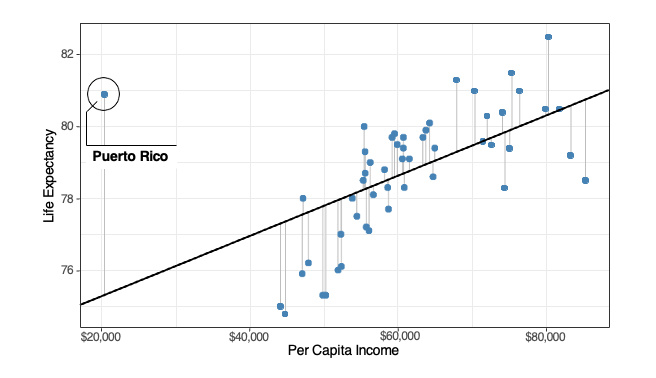 82
80
78
76
Life Expectancy
Puerto Rico
$20,000
$40,000
$60,000
$80,000
Per Capita Income